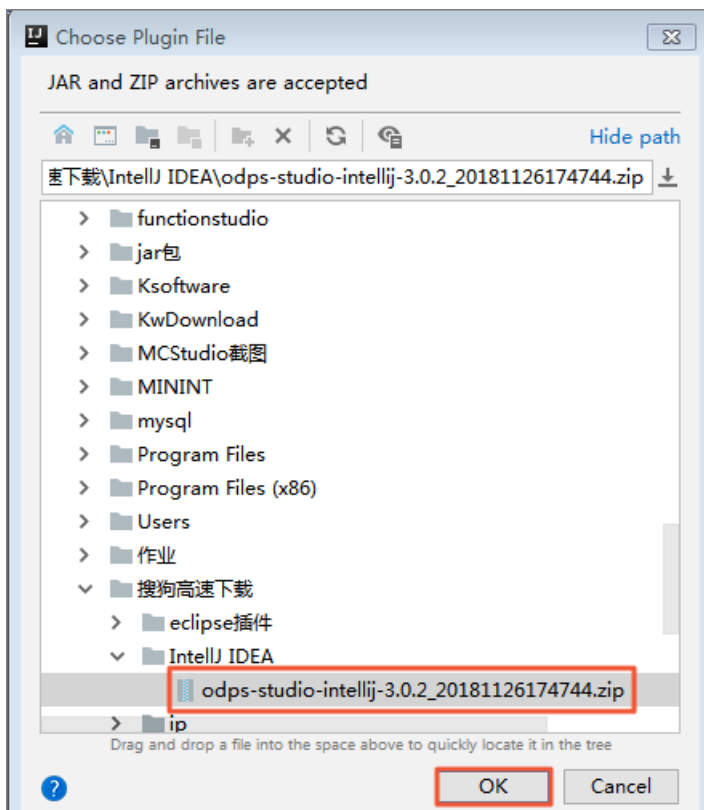 Choose Plugin File
JAR and ZIP archives are accepted
Hide path
下载\IntellJ IDEA\odps-studio-intellij-3.0.2_20181126174744.zip
functionstudio
jar包
Ksoftware
KwDownload
MCStudio截图
MININT
mysql
Program Files
Program Files (x86)
Users
作业
搜狗高速下载
eclipse插件
IntellJ IDEA
odps-studio-intellij-3.0.2_20181126174744.zip
ip
Drag and drop a file into the space above to quickly locate it in the tree
?
OK
Cancel